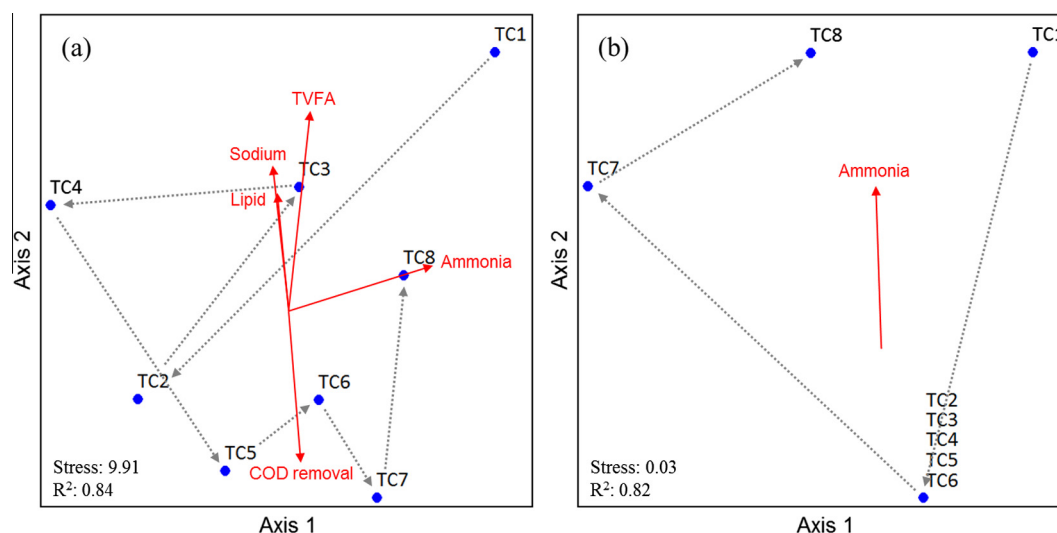 (a)
TC1
TVFA
Sodium
TC3
TC4
Lipid
TC8
Ammonia
TC2
TC6
TC5
COD removal
TC7
Stress: 9.91
R²: 0.84
Axis 1
Axis 2
(b)
TC8
TC1
TC7
Ammonia
TC2
TC3
TC4
TC5
TC6
Stress: 0.03
R²: 0.82
Axis 1
Axis 2